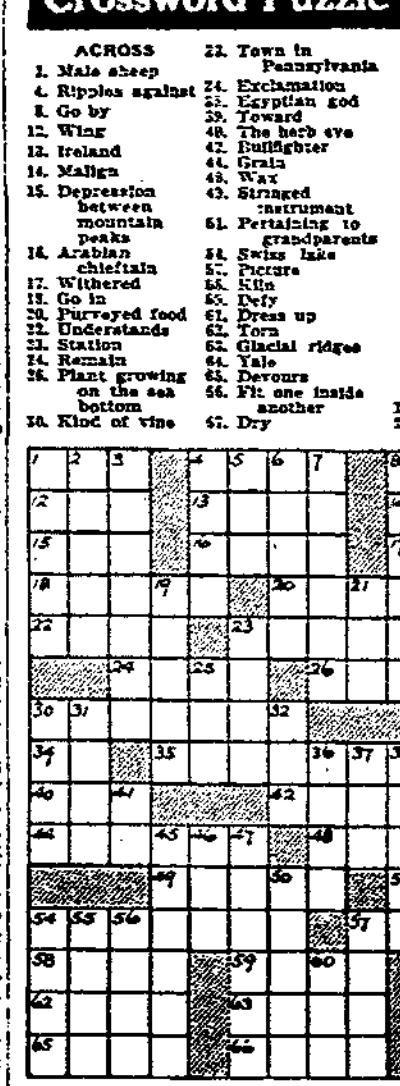 Crossword Puzzle
ACROSS
1. Male sheep
4. Ripples against
8. Go by
12. Wing
13. Ireland
14. Malign
15. Depression
between
mountain
peaks
16. Arabian
chieftain
17. Withered
18. Go in
20. Purveyed food
22. Understands
23. Station
24. Remain
26. Plant growing
on the sea
bottom
30. Kind of vine
Town in
Pennsylvania
Exclamation
Egyptian god
Toward
40. The herb eve
42. Bullfighter
44. Grain
48. Wax
49. Stringed
instrument
51. Pertaining to
grandparents
54. Swiss lake
57. Picture
58. Kiln
59. Defy
61. Dress up
62. Torn
63. Glacial ridges
64. Yale
65. Devours
Fit one inside
another
67. Dry
1 2 3 4 5 6 7 8
12 13
15 16
18 19 20 21
22 23
24 25 26
30 31 32
34 35 36 37
40 41 42
44 45 46 47 48
49 50
54 55 56 57
58 59 60
62 63
65 66